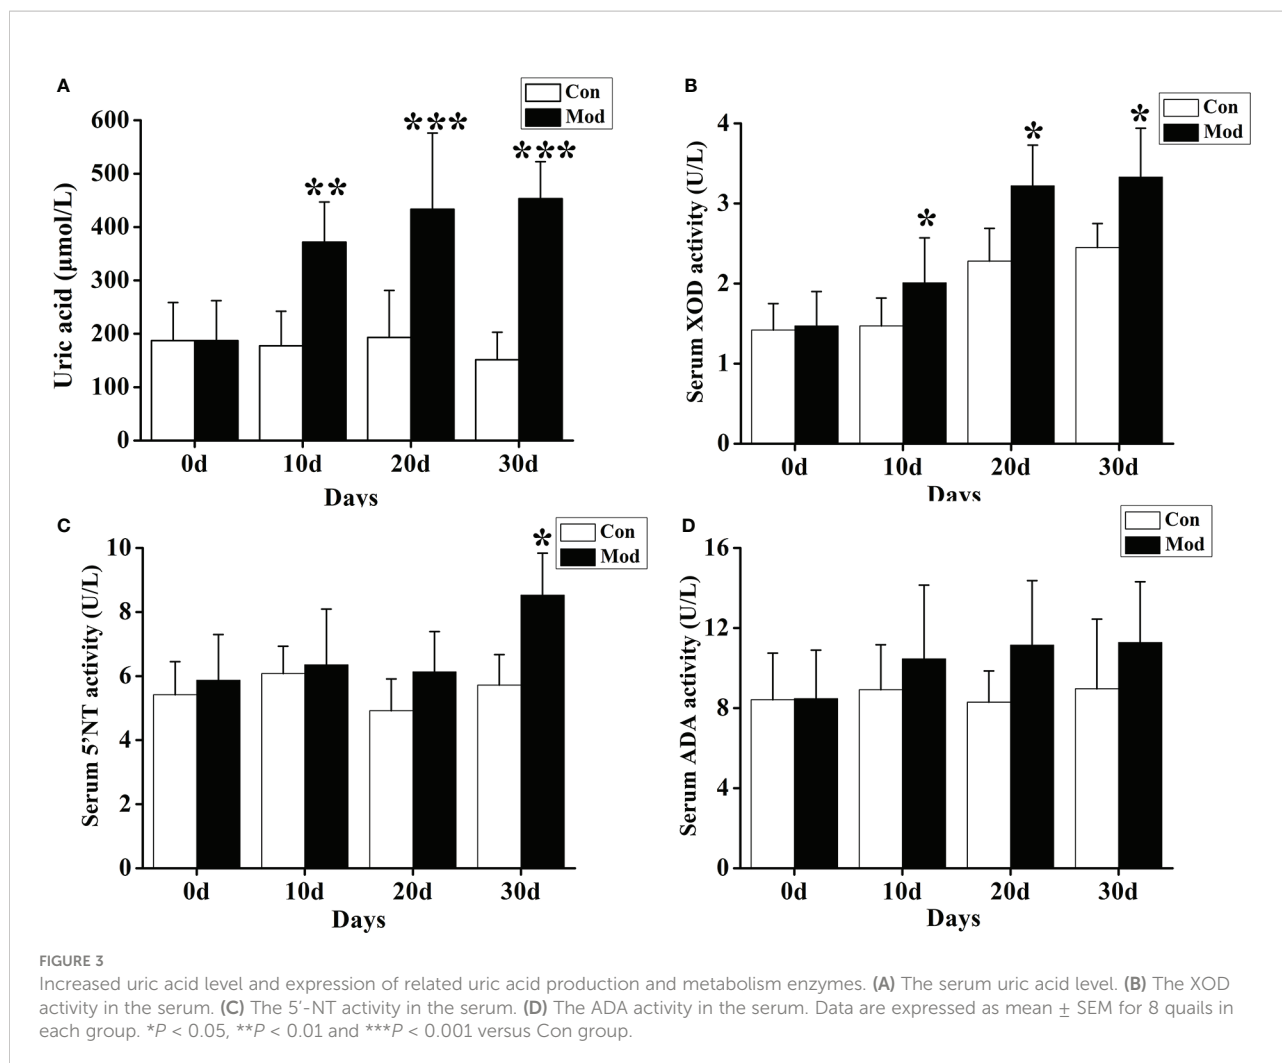 A
Con
Mod
600
500
400
300
200
100
0
Uric acid (µmol/L)
**
***
***
0d 10d 20d 30d
Days
B
Con
Mod
4
3
2
1
0
Serum XOD activity (U/L)
*
*
*
0d 10d 20d 30d
Days
C
Con
Mod
10
8
6
4
2
0
Serum 5’NT activity (U/L)
*
0d 10d 20d 30d
Days
D
Con
Mod
16
12
8
4
0
Serum ADA activity (U/L)
0d 10d 20d 30d
Days
FIGURE 3
Increased uric acid level and expression of related uric acid production and metabolism enzymes. (A) The serum uric acid level. (B) The XOD
activity in the serum. (C) The 5′-NT activity in the serum. (D) The ADA activity in the serum. Data are expressed as mean ± SEM for 8 quails in
each group. *P < 0.05, **P < 0.01 and ***P < 0.001 versus Con group.